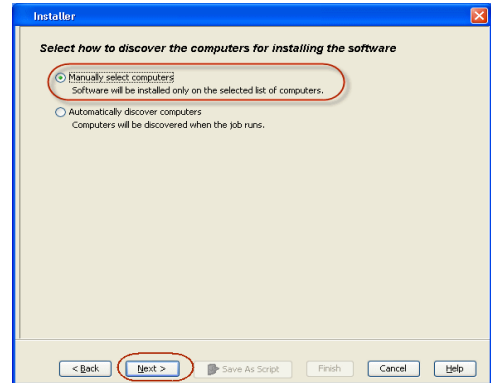 Installer
Select how to discover the computers for installing the software
Manually select computers
Software will be installed only on the selected list of computers.
Automatically discover computers
Computers will be discovered when the job runs.
< Back Next > Save As Script Finish Cancel Help